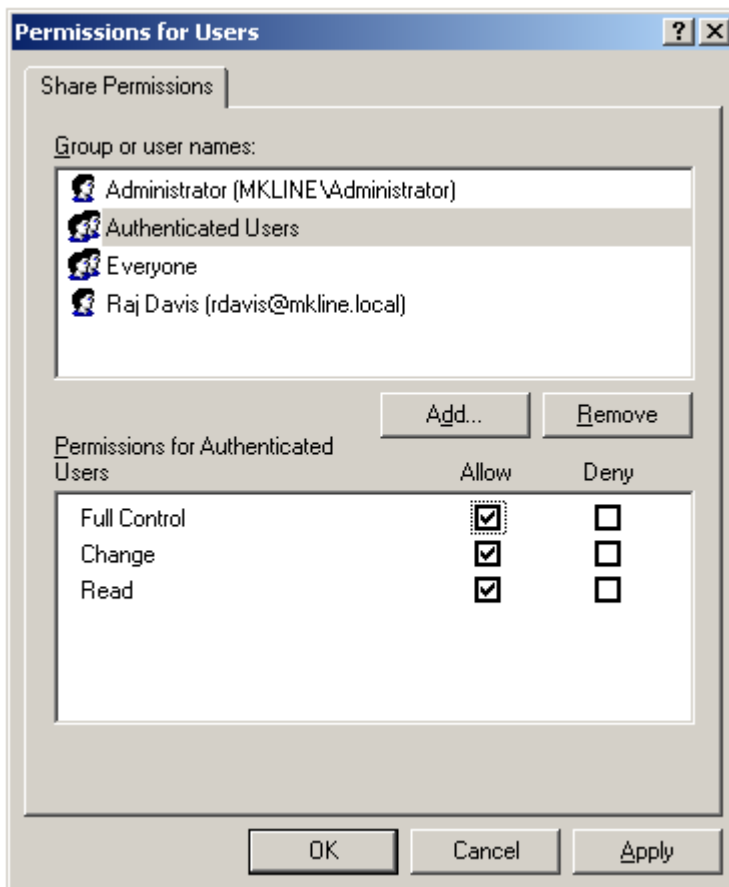 Permissions for Users
Share Permissions
Group or user names:
Administrator (MKLINE\Administrator)
Authenticated Users
Everyone
Raj Davis (rdavis@mkline.local)
Add...
Remove
Permissions for Authenticated
Users
Allow
Deny
Full Control
Change
Read
OK
Cancel
Apply